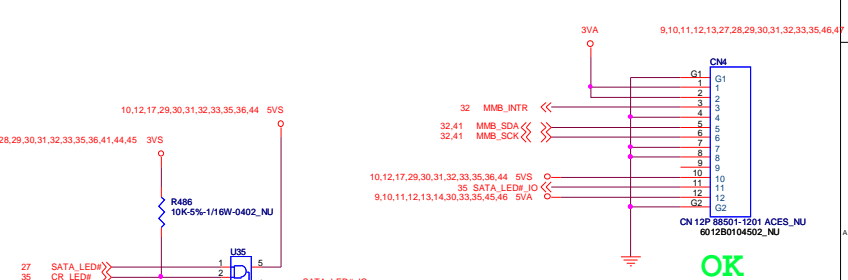 3VA
9,10,11,12,13,27,28,29,30,31,32,33,35,46,47
CN4
G1 G1
1 1
2 2
32 MMB_INTR 3 3
4 4
32,41 MMB_SDA 5 5
32,41 MMB_SCK 6 6
7 7
8 8
9 9
10,12,17,29,30,31,32,33,35,36,44 5VS 10 10
35 SATA_LED#_IO 11 11
9,10,11,12,13,14,30,33,35,45,46 5VA 12 12
G2 G2
CN 12P 88501-1201 ACES_NU
6012B0104502_NU
OK
A
10,12,17,29,30,31,32,33,35,36,44 5VS
28,29,30,31,32,33,35,36,41,44,45 3VS
R486
10K-5%-1/16W-0402_NU
U35
27 SATA_LED# 1 5
35 CR_LED# 2